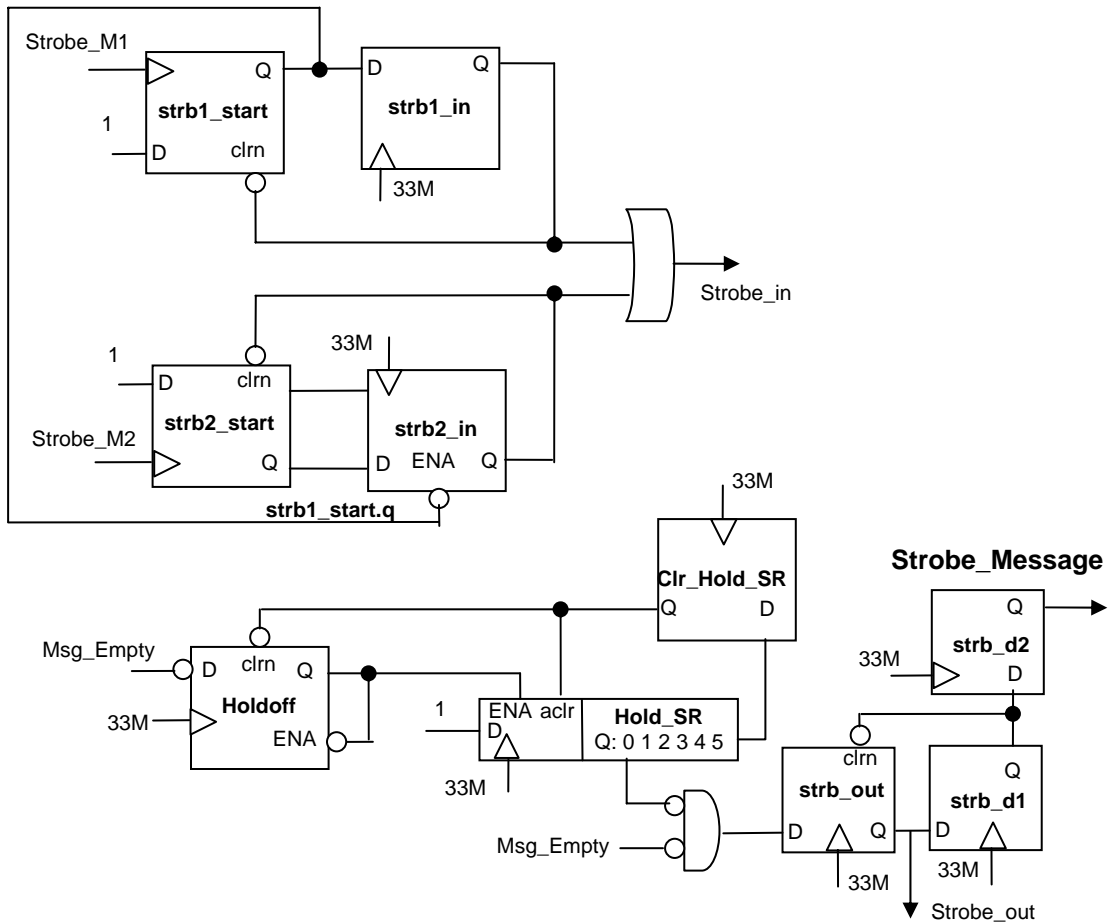 Strobe_M1
Q
D
Q
strb1_start
strb1_in
1
D
clrn
33M
Strobe_in
1
D
clrn
33M
strb2_start
strb2_in
Strobe_M2
Q
D
ENA
Q
strb1_start.q
33M
Clr_Hold_SR
Q
D
Strobe_Message
Q
strb_d2
33M
D
Msg_Empty
D
clrn
Q
Holdoff
33M
ENA
1
ENA aclr
D
Hold_SR
Q: 0 1 2 3 4 5
33M
clrn
strb_out
D
Q
33M
Q
strb_d1
D
33M
Msg_Empty
Strobe_out